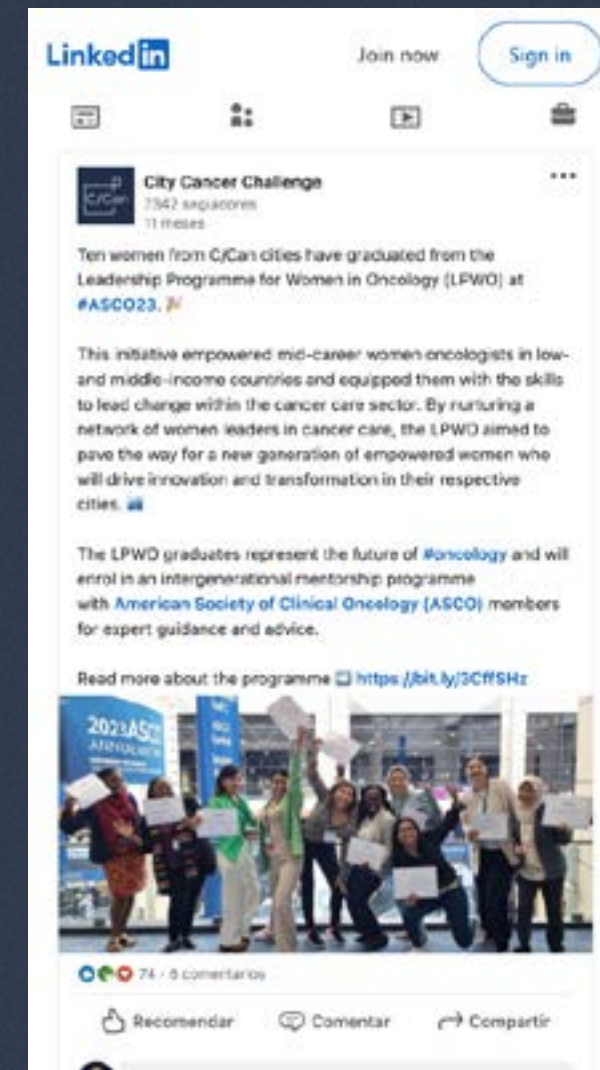 Linked in
Join now
Sign in
C/Can
City Cancer Challenge
7342 seguidores
11 meses
Ten women from C/Can cities have graduated from the
Leadership Programme for Women in Oncology (LPWO) at
#ASCO23. 🎉
This initiative empowered mid-career women oncologists in low-
and middle-income countries and equipped them with the skills
to lead change within the cancer care sector. By nurturing a
network of women leaders in cancer care, the LPWO aimed to
pave the way for a new generation of empowered women who
will drive innovation and transformation in their respective
cities.
The LPWO graduates represent the future of #oncology and will
enrol in an intergenerational mentorship programme
with American Society of Clinical Oncology (ASCO) members
for expert guidance and advice.
Read more about the programme ➡️ https://bit.ly/3CffSHz
2023 ASCO
ANNUAL
74 · 6 comentarios
Recomendar
Comentar
Compartir